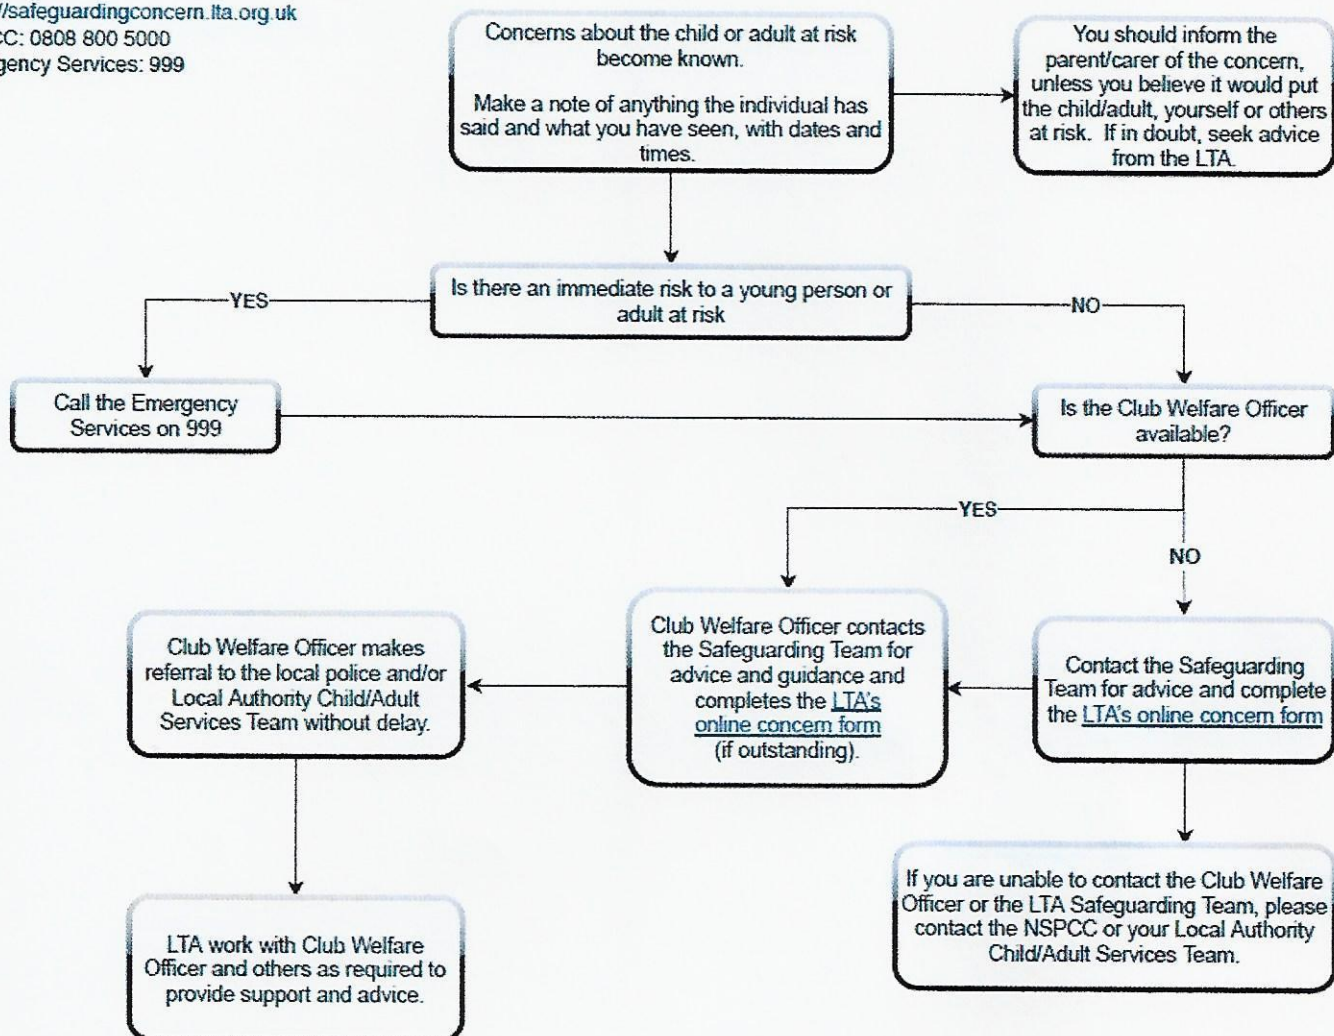 //safeguardingconcern.lta.org.uk
CC: 0808 800 5000
gency Services: 999
Concerns about the child or adult at risk
become known.
Make a note of anything the individual has
said and what you have seen, with dates and
times.
You should inform the
parent/carer of the concern,
unless you believe it would put
the child/adult, yourself or others
at risk. If in doubt, seek advice
from the LTA.
Is there an immediate risk to a young person or
adult at risk
YES
NO
Call the Emergency
Services on 999
Is the Club Welfare Officer
available?
YES
NO
Club Welfare Officer makes
referral to the local police and/or
Local Authority Child/Adult
Services Team without delay.
Club Welfare Officer contacts
the Safeguarding Team for
advice and guidance and
completes the LTA's
online concern form
(if outstanding).
Contact the Safeguarding
Team for advice and complete
the LTA's online concern form
If you are unable to contact the Club Welfare
Officer or the LTA Safeguarding Team, please
contact the NSPCC or your Local Authority
Child/Adult Services Team.
LTA work with Club Welfare
Officer and others as required to
provide support and advice.